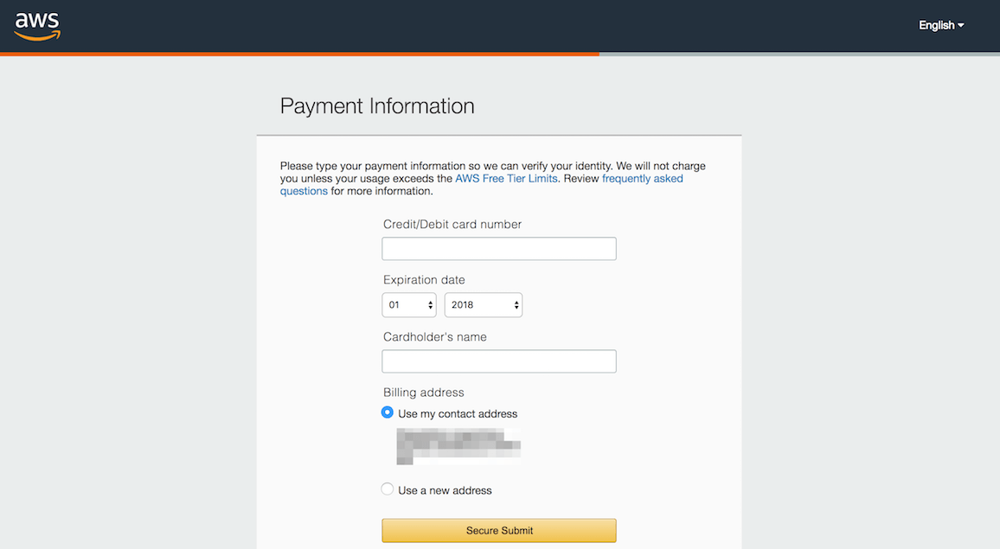 aws
English
Payment Information
Please type your payment information so we can verify your identity. We will not charge
you unless your usage exceeds the AWS Free Tier Limits. Review frequently asked
questions for more information.
Credit/Debit card number
Expiration date
01 2018
Cardholder's name
Billing address
Use my contact address
Use a new address
Secure Submit